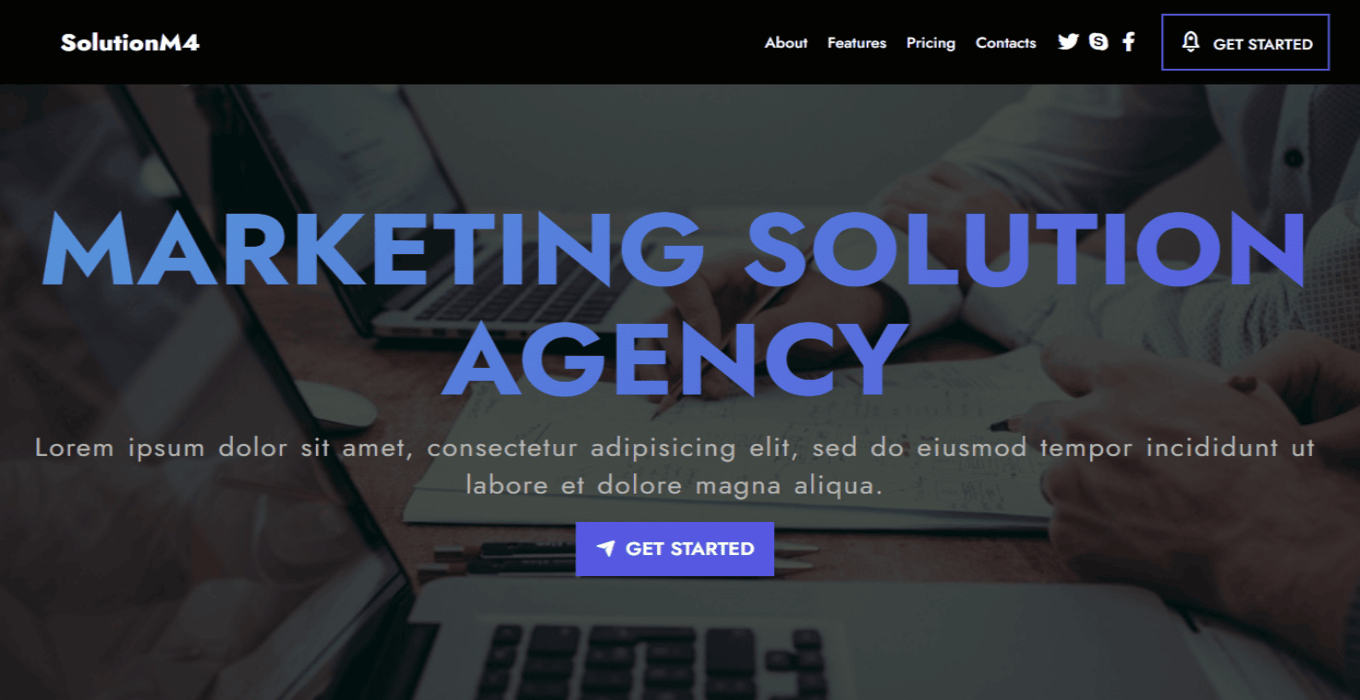 SolutionM4
About Features Pricing Contacts
GET STARTED
MARKETING SOLUTION
AGENCY
Lorem ipsum dolor sit amet, consectetur adipisicing elit, sed do eiusmod tempor incididunt ut
labore et dolore magna aliqua.
GET STARTED